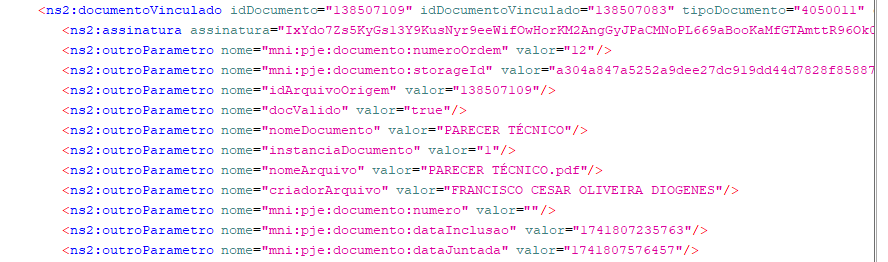 <ns2:documentoVinculado idDocumento="138507109" idDocumentoVinculado="138507083" tipoDocumento="4050011"
<ns2:assinatura assinatura="IxYdo7Zs5KyGs13Y9KusNyr9eeWifOwHorKM2AngGyJPaCMNoPL669aBooKaMfGTAmttR96Ok
<ns2:outroParametro nome="mni:pje:documento:numeroOrdem" valor="12"/>
<ns2:outroParametro nome="mni:pje:documento:storageId" valor="a304a847a5252a9dee27dc919dd44d7828f85887
<ns2:outroParametro nome="idArquivoOrigem" valor="138507109"/>
<ns2:outroParametro nome="docValido" valor="true"/>
<ns2:outroParametro nome="nomeDocumento" valor="PARECER TÉCNICO"/>
<ns2:outroParametro nome="instanciaDocumento" valor="1"/>
<ns2:outroParametro nome="nomeArquivo" valor="PARECER TÉCNICO.pdf"/>
<ns2:outroParametro nome="criadorArquivo" valor="FRANCISCO CESAR OLIVEIRA DIOGENES"/>
<ns2:outroParametro nome="mni:pje:documento:numero" valor=""/>
<ns2:outroParametro nome="mni:pje:documento:dataInclusao" valor="1741807235763"/>
<ns2:outroParametro nome="mni:pje:documento:dataJuntada" valor="1741807576457"/>